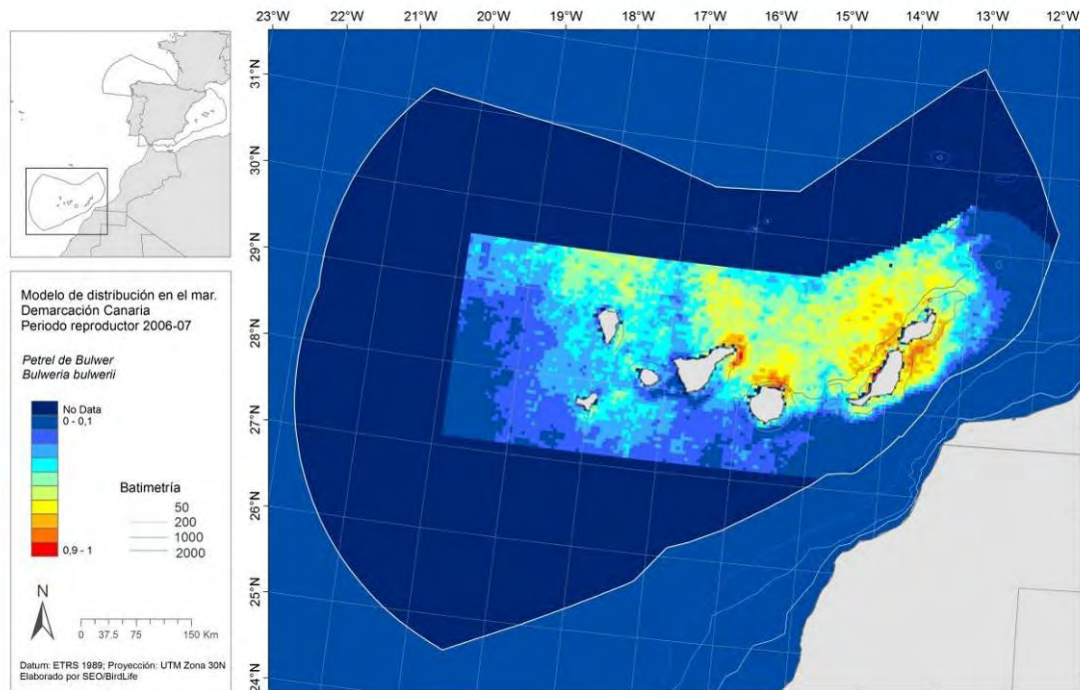 23°W 21°W 20°W 19°W 18°W 17°W 16°W 15°W 14°W 13°W 12°W
31°N
30°N
29°N
28°N
27°N
26°N
25°N
24°N
Modelo de distribución en el mar.
Demarcación Canaria
Periodo reproductor 2006-07
Petrel de Bulwer
Bulweria bulwerii
No Data
0 - 0,1
0,9 - 1
Batimetría
50
200
1000
2000
N
0 37.5 75 150 Km
Datum: ETRS 1989; Proyección: UTM Zona 30N
Elaborado por SEO/BirdLife